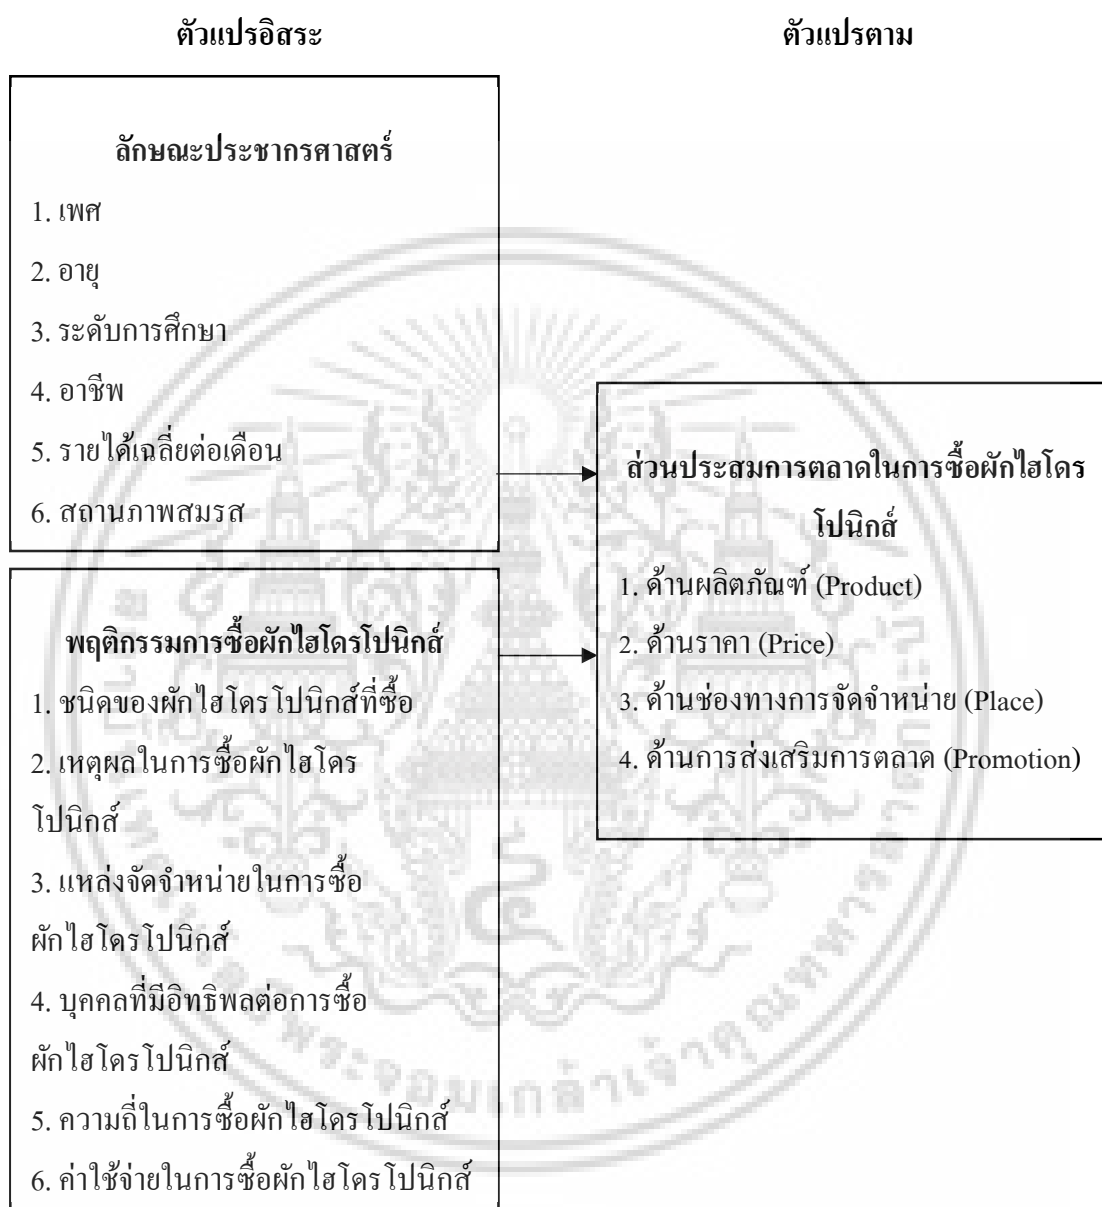 ตัวแปรอิสระ
ตัวแปรตาม
ลักษณะประชากรศาสตร์
1. เพศ
2. อายุ
3. ระดับการศึกษา
4. อาชีพ
5. รายได้เฉลี่ยต่อเดือน
6. สถานภาพสมรส
พฤติกรรมการซื้อผักไฮโดรโปนิกส์
1. ชนิดของผักไฮโดรโปนิกส์ที่ซื้อ
2. เหตุผลในการซื้อผักไฮโดร
โปนิกส์
3. แหล่งจัดจำหน่ายในการซื้อ
ผักไฮโดรโปนิกส์
4. บุคคลที่มีอิทธิพลต่อการซื้อ
ผักไฮโดรโปนิกส์
5. ความถี่ในการซื้อผักไฮโดรโปนิกส์
6. ค่าใช้จ่ายในการซื้อผักไฮโดรโปนิกส์
ส่วนประสมการตลาดในการซื้อผักไฮโดร
โปนิกส์
1. ด้านผลิตภัณฑ์ (Product)
2. ด้านราคา (Price)
3. ด้านช่องทางการจัดจำหน่าย (Place)
4. ด้านการส่งเสริมการตลาด (Promotion)